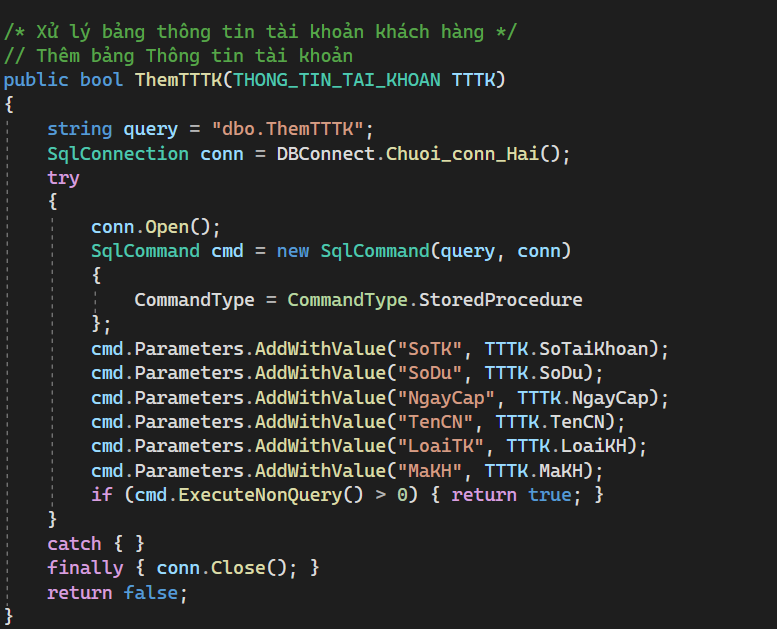 /* Xử lý bảng thông tin tài khoản khách hàng */
// Thêm bảng Thông tin tài khoản
public bool ThemTTTK(THONG_TIN_TAI_KHOAN TTTK)
{
    string query = "dbo.ThemTTTK";
    SqlConnection conn = DBConnect.Chuoi_conn_Hai();
    try
    {
        conn.Open();
        SqlCommand cmd = new SqlCommand(query, conn)
        {
            CommandType = CommandType.StoredProcedure
        };
        cmd.Parameters.AddWithValue("SoTK", TTTK.SoTaiKhoan);
        cmd.Parameters.AddWithValue("SoDu", TTTK.SoDu);
        cmd.Parameters.AddWithValue("NgayCap", TTTK.NgayCap);
        cmd.Parameters.AddWithValue("TenCN", TTTK.TenCN);
        cmd.Parameters.AddWithValue("LoaiTK", TTTK.LoaiKH);
        cmd.Parameters.AddWithValue("MaKH", TTTK.MaKH);
        if (cmd.ExecuteNonQuery() > 0) { return true; }
    }
    catch { }
    finally { conn.Close(); }
    return false;
}